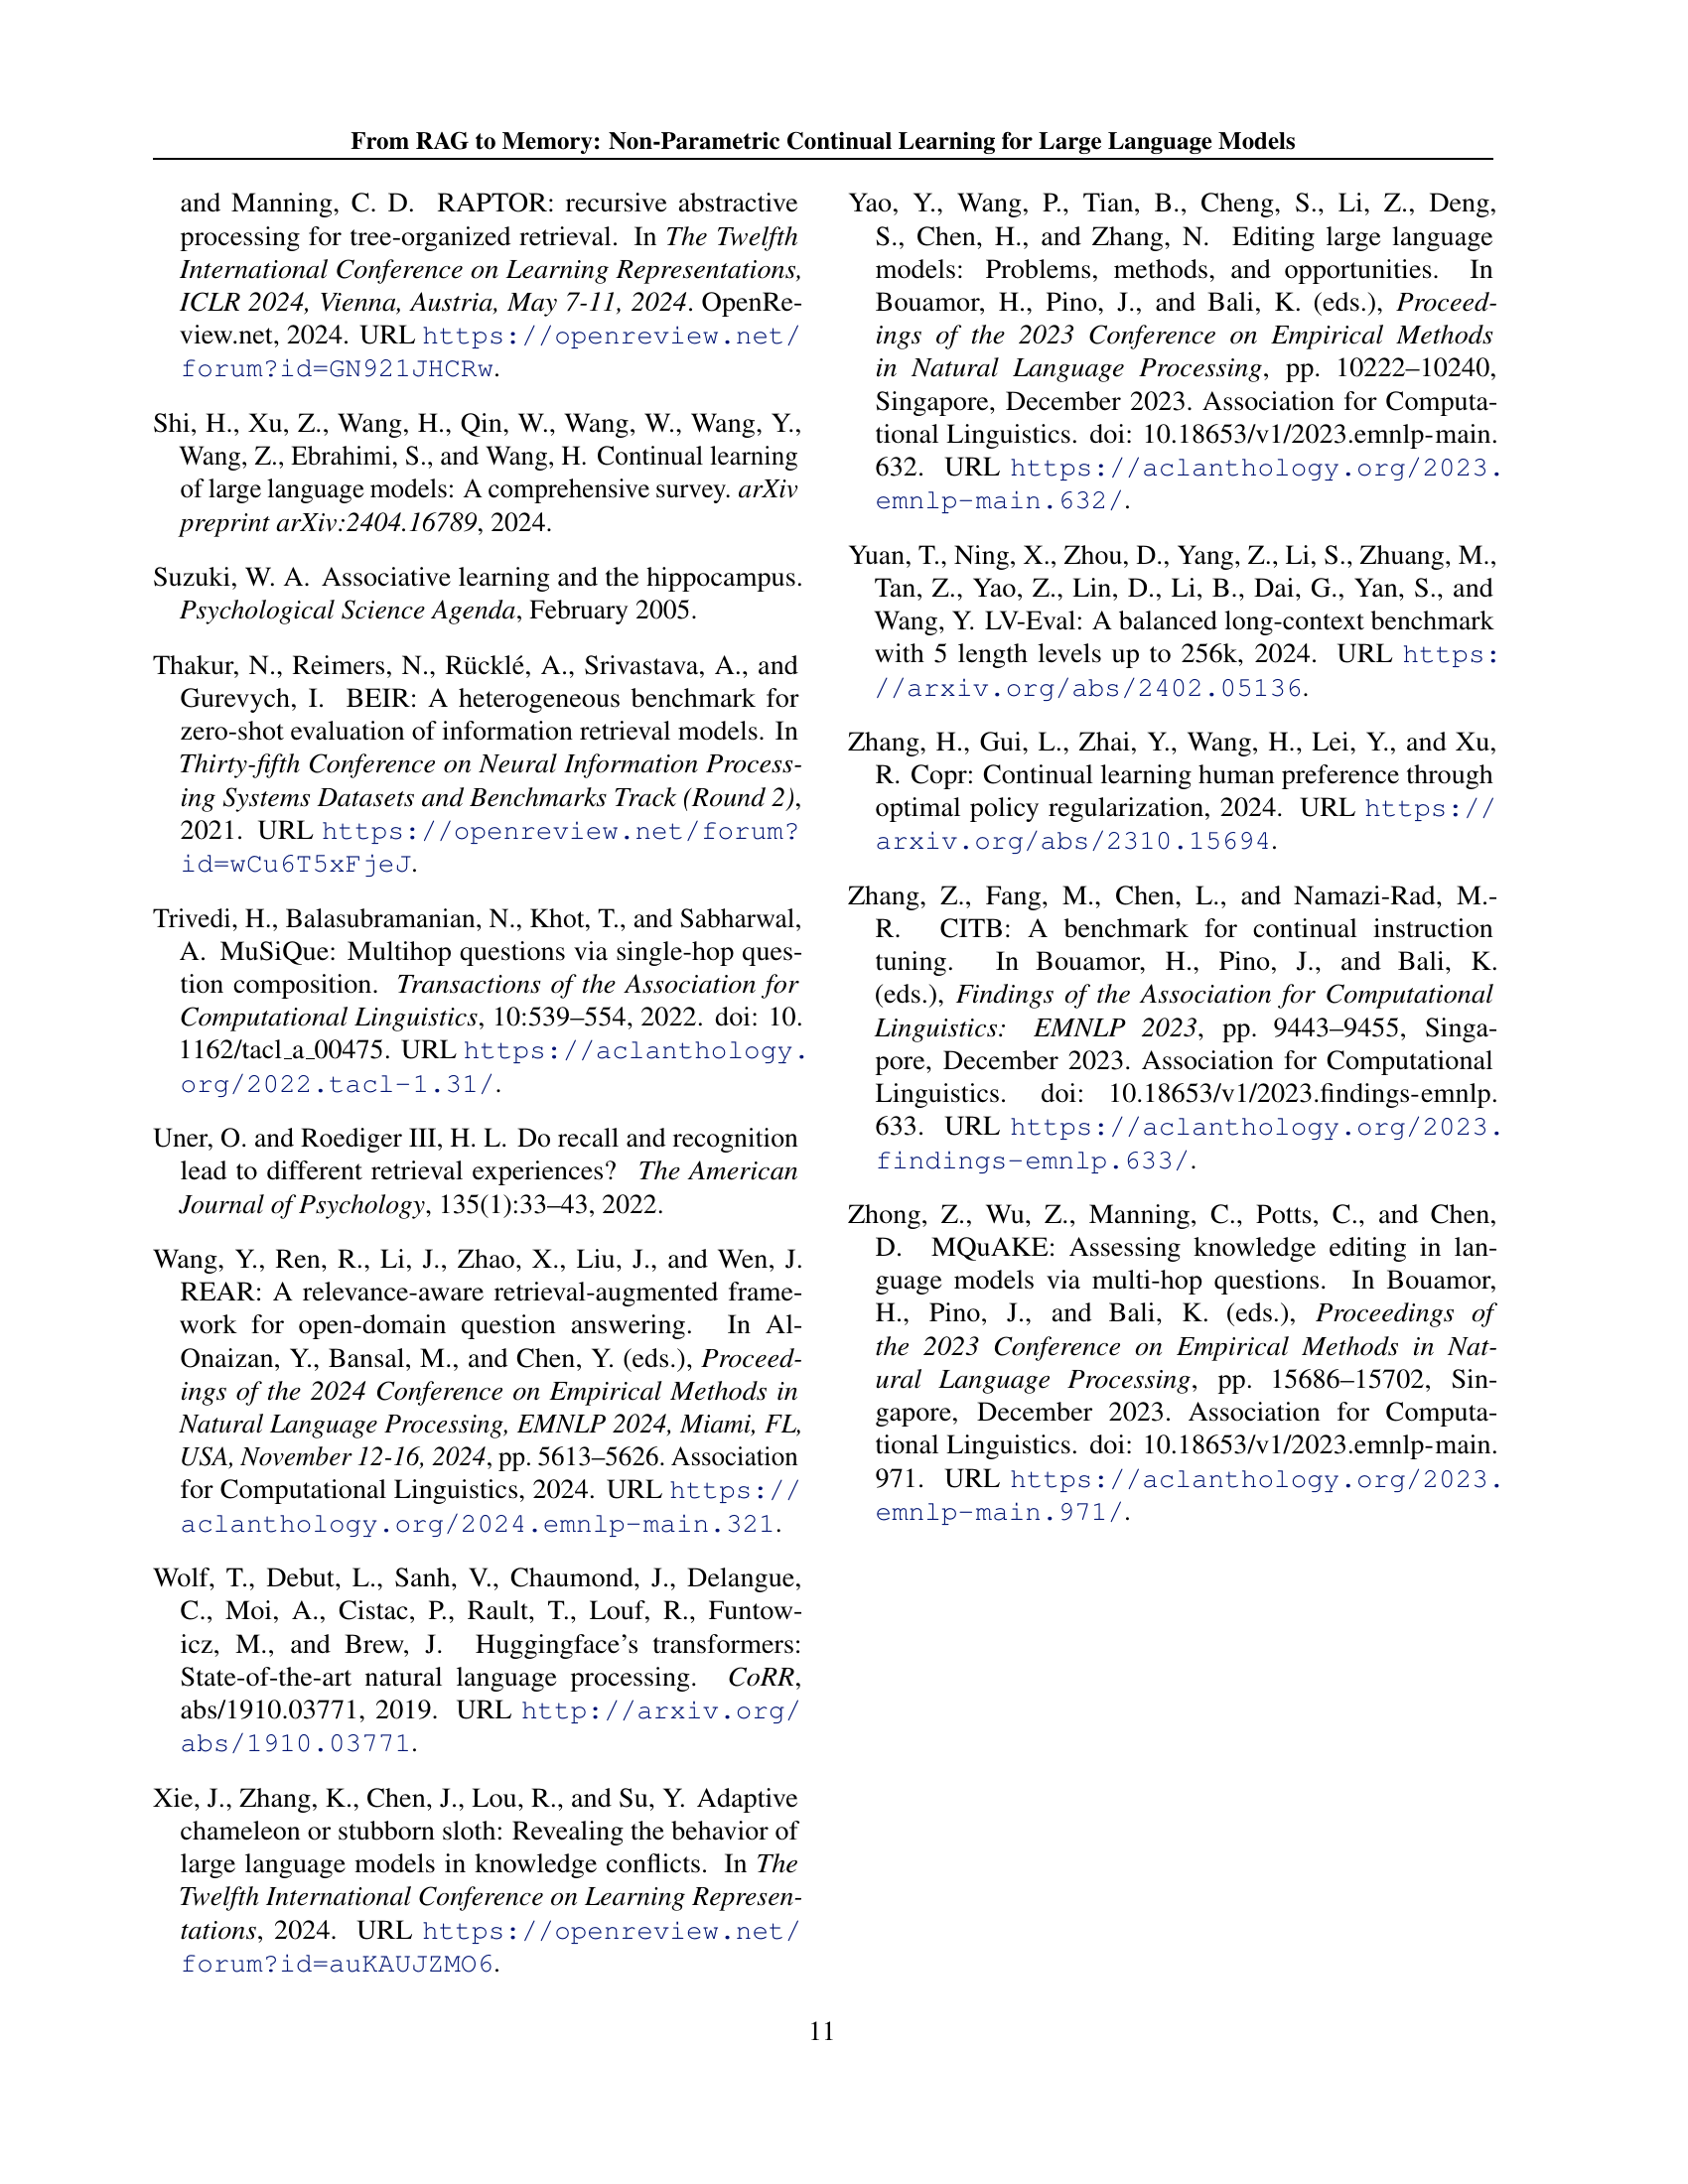 From RAG to Memory: Non-Parametric Continual Learning for Large Language Models
and Manning, C. D. RAPTOR: recursive abstractive
processing for tree-organized retrieval. In The Twelfth
International Conference on Learning Representations,
ICLR 2024, Vienna, Austria, May 7-11, 2024. OpenRe-
view.net, 2024. URL https://openreview.net/
forum?id=GN921JHCRw.
Shi, H., Xu, Z., Wang, H., Qin, W., Wang, W., Wang, Y.,
Wang, Z., Ebrahimi, S., and Wang, H. Continual learning
of large language models: A comprehensive survey. arXiv
preprint arXiv:2404.16789, 2024.
Suzuki, W. A. Associative learning and the hippocampus.
Psychological Science Agenda, February 2005.
Thakur, N., Reimers, N., Rücklé, A., Srivastava, A., and
Gurevych, I. BEIR: A heterogeneous benchmark for
zero-shot evaluation of information retrieval models. In
Thirty-fifth Conference on Neural Information Process-
ing Systems Datasets and Benchmarks Track (Round 2),
2021. URL https://openreview.net/forum?
id=wCu6T5xFjeJ.
Trivedi, H., Balasubramanian, N., Khot, T., and Sabharwal,
A. MuSiQue: Multihop questions via single-hop ques-
tion composition. Transactions of the Association for
Computational Linguistics, 10:539–554, 2022. doi: 10.
1162/tacl_a_00475. URL https://aclanthology.
org/2022.tacl-1.31/.
Uner, O. and Roediger III, H. L. Do recall and recognition
lead to different retrieval experiences? The American
Journal of Psychology, 135(1):33–43, 2022.
Wang, Y., Ren, R., Li, J., Zhao, X., Liu, J., and Wen, J.
REAR: A relevance-aware retrieval-augmented frame-
work for open-domain question answering. In Al-
Onaizan, Y., Bansal, M., and Chen, Y. (eds.), Proceed-
ings of the 2024 Conference on Empirical Methods in
Natural Language Processing, EMNLP 2024, Miami, FL,
USA, November 12-16, 2024, pp. 5613–5626. Association
for Computational Linguistics, 2024. URL https://
aclanthology.org/2024.emnlp-main.321.
Wolf, T., Debut, L., Sanh, V., Chaumond, J., Delangue,
C., Moi, A., Cistac, P., Rault, T., Louf, R., Funtow-
icz, M., and Brew, J. Huggingface's transformers:
State-of-the-art natural language processing. CoRR,
abs/1910.03771, 2019. URL http://arxiv.org/
abs/1910.03771.
Xie, J., Zhang, K., Chen, J., Lou, R., and Su, Y. Adaptive
chameleon or stubborn sloth: Revealing the behavior of
large language models in knowledge conflicts. In The
Twelfth International Conference on Learning Represen-
tations, 2024. URL https://openreview.net/
forum?id=auKAUJZMO6.
Yao, Y., Wang, P., Tian, B., Cheng, S., Li, Z., Deng,
S., Chen, H., and Zhang, N. Editing large language
models: Problems, methods, and opportunities. In
Bouamor, H., Pino, J., and Bali, K. (eds.), Proceed-
ings of the 2023 Conference on Empirical Methods
in Natural Language Processing, pp. 10222–10240,
Singapore, December 2023. Association for Computa-
tional Linguistics. doi: 10.18653/v1/2023.emnlp-main.
632. URL https://aclanthology.org/2023.
emnlp-main.632/.
Yuan, T., Ning, X., Zhou, D., Yang, Z., Li, S., Zhuang, M.,
Tan, Z., Yao, Z., Lin, D., Li, B., Dai, G., Yan, S., and
Wang, Y. LV-Eval: A balanced long-context benchmark
with 5 length levels up to 256k, 2024. URL https:
//arxiv.org/abs/2402.05136.
Zhang, H., Gui, L., Zhai, Y., Wang, H., Lei, Y., and Xu,
R. Copr: Continual learning human preference through
optimal policy regularization, 2024. URL https://
arxiv.org/abs/2310.15694.
Zhang, Z., Fang, M., Chen, L., and Namazi-Rad, M.-
R. CITB: A benchmark for continual instruction
tuning. In Bouamor, H., Pino, J., and Bali, K.
(eds.), Findings of the Association for Computational
Linguistics: EMNLP 2023, pp. 9443–9455, Singa-
pore, December 2023. Association for Computational
Linguistics. doi: 10.18653/v1/2023.findings-emnlp.
633. URL https://aclanthology.org/2023.
findings-emnlp.633/.
Zhong, Z., Wu, Z., Manning, C., Potts, C., and Chen,
D. MQuAKE: Assessing knowledge editing in lan-
guage models via multi-hop questions. In Bouamor,
H., Pino, J., and Bali, K. (eds.), Proceedings of
the 2023 Conference on Empirical Methods in Nat-
ural Language Processing, pp. 15686–15702, Sin-
gapore, December 2023. Association for Computa-
tional Linguistics. doi: 10.18653/v1/2023.emnlp-main.
971. URL https://aclanthology.org/2023.
emnlp-main.971/.
11